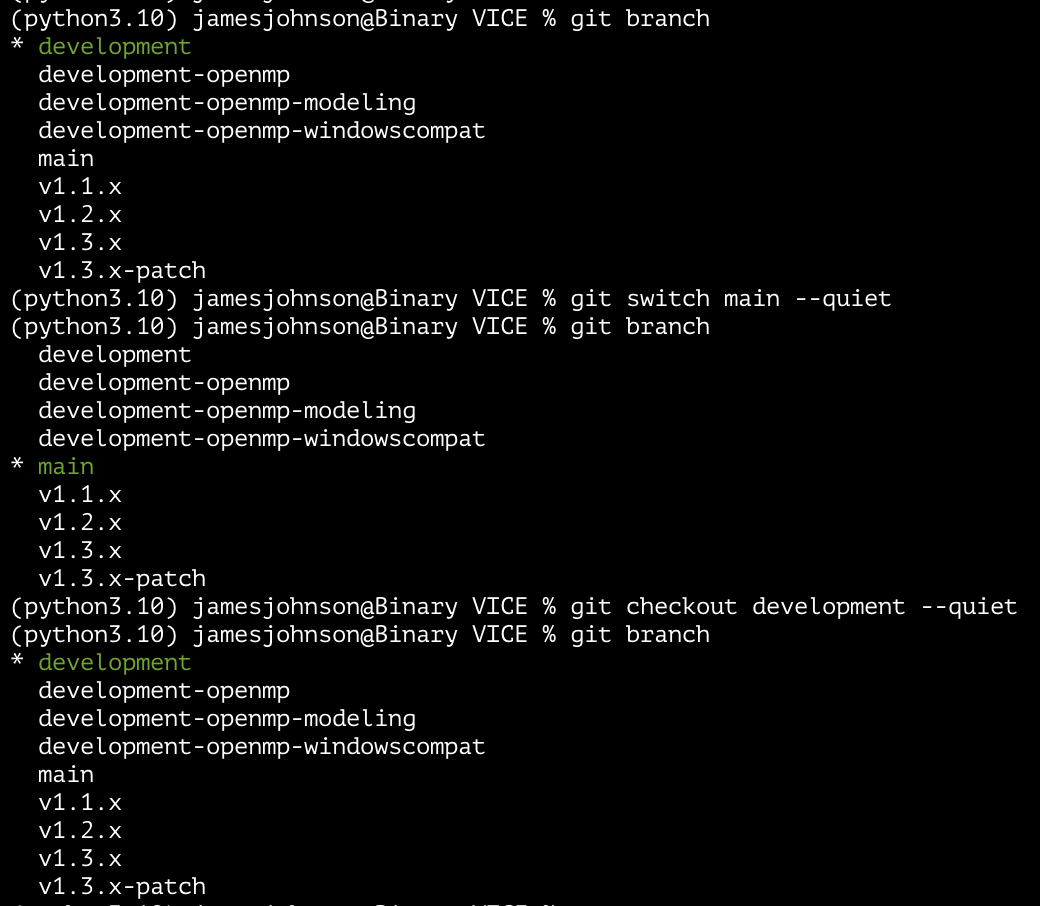 (python3.10) jamesjohnson@Binary VICE % git branch
* development
  development-openmp
  development-openmp-modeling
  development-openmp-windowscompat
  main
  v1.1.x
  v1.2.x
  v1.3.x
  v1.3.x-patch
(python3.10) jamesjohnson@Binary VICE % git switch main --quiet
(python3.10) jamesjohnson@Binary VICE % git branch
  development
  development-openmp
  development-openmp-modeling
  development-openmp-windowscompat
* main
  v1.1.x
  v1.2.x
  v1.3.x
  v1.3.x-patch
(python3.10) jamesjohnson@Binary VICE % git checkout development --quiet
(python3.10) jamesjohnson@Binary VICE % git branch
* development
  development-openmp
  development-openmp-modeling
  development-openmp-windowscompat
  main
  v1.1.x
  v1.2.x
  v1.3.x
  v1.3.x-patch